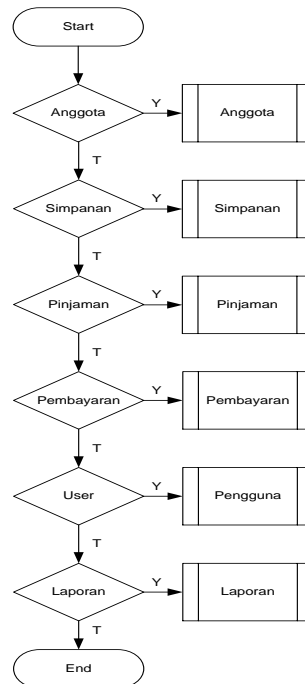 Start
Anggota
Y
Anggota
T
Simpanan
Y
Simpanan
T
Pinjaman
Y
Pinjaman
T
Pembayaran
Y
Pembayaran
T
User
Y
Pengguna
T
Laporan
Y
Laporan
T
End